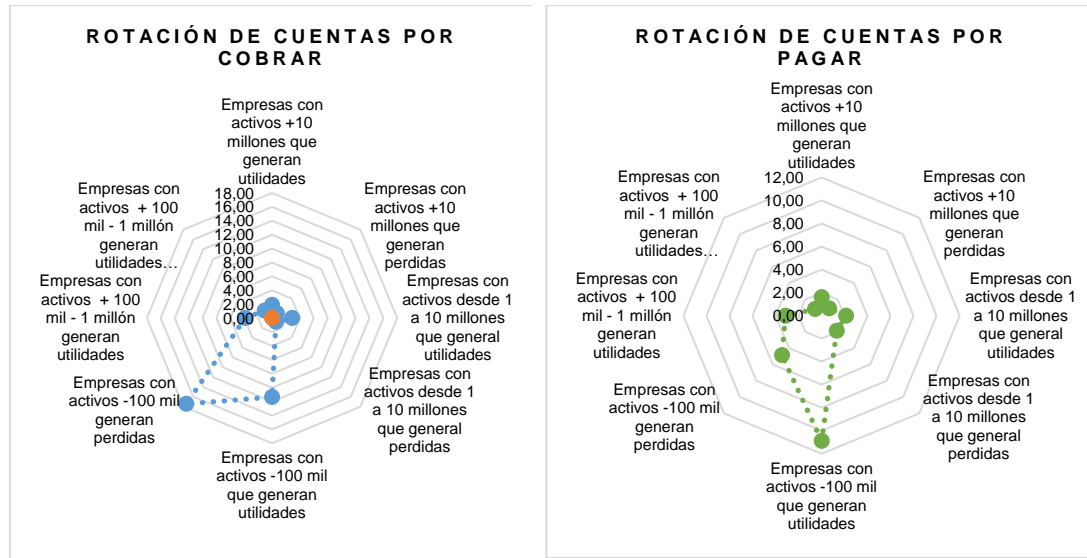 ROTACIÓN DE CUENTAS POR
COBRAR
Empresas con
activos +10
millones que
generan
utilidades
Empresas con
activos +10
millones que
generan
perdidas
Empresas con
activos desde 1
a 10 millones
que general
utilidades
Empresas con
activos desde 1
a 10 millones
que general
perdidas
Empresas con
activos -100 mil
que generan
utilidades
Empresas con
activos -100 mil
generan
perdidas
Empresas con
activos + 100
mil - 1 millón
generan
utilidades
Empresas con
activos + 100
mil - 1 millón
generan
utilidades…
18,00
16,00
14,00
12,00
10,00
8,00
6,00
4,00
2,00
0,00
ROTACIÓN DE CUENTAS POR
PAGAR
Empresas con
activos +10
millones que
generan
utilidades
Empresas con
activos +10
millones que
generan
perdidas
Empresas con
activos desde 1
a 10 millones
que general
utilidades
Empresas con
activos desde 1
a 10 millones
que general
perdidas
Empresas con
activos -100 mil
que generan
utilidades
Empresas con
activos -100 mil
generan
perdidas
Empresas con
activos + 100
mil - 1 millón
generan
utilidades
Empresas con
activos + 100
mil - 1 millón
generan
utilidades…
12,00
10,00
8,00
6,00
4,00
2,00
0,00